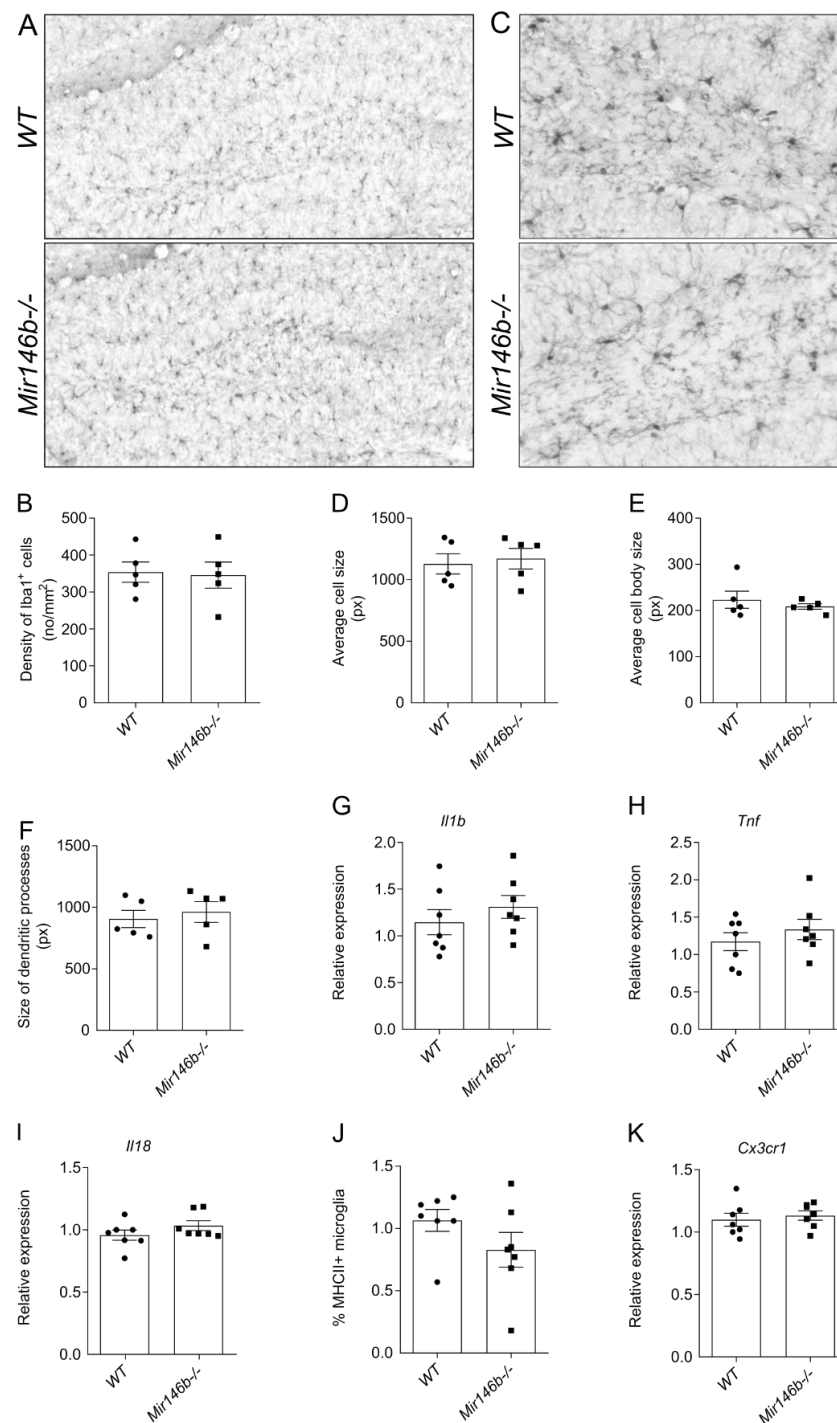 A
C
WT
WT
Mir146b-/-
Mir146b-/-
B
D
E
Density of Iba1⁺ cells
(no/mm²)
500
400
300
200
100
0
WT
Mir146b-/-
Average cell size
(px)
1500
1000
500
0
WT
Mir146b-/-
Average cell body size
(px)
400
300
200
100
0
WT
Mir146b-/-
F
G
H
Size of dendritic processes
(px)
1500
1000
500
0
WT
Mir146b-/-
Il1b
Relative expression
2.0
1.5
1.0
0.5
0.0
WT
Mir146b-/-
Tnf
Relative expression
2.5
2.0
1.5
1.0
0.5
0.0
WT
Mir146b-/-
I
J
K
Il18
Relative expression
1.5
1.0
0.5
0.0
WT
Mir146b-/-
% MHCII+ microglia
1.5
1.0
0.5
0.0
WT
Mir146b-/-
Cx3cr1
Relative expression
1.5
1.0
0.5
0.0
WT
Mir146b-/-